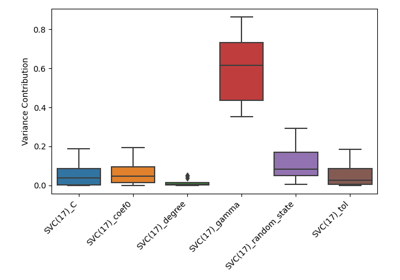 Variance Contribution
0.8
0.6
0.4
0.2
0.0
SVC(17)_C
SVC(17)_coef0
SVC(17)_degree
SVC(17)_gamma
SVC(17)_random_state
SVC(17)_tol